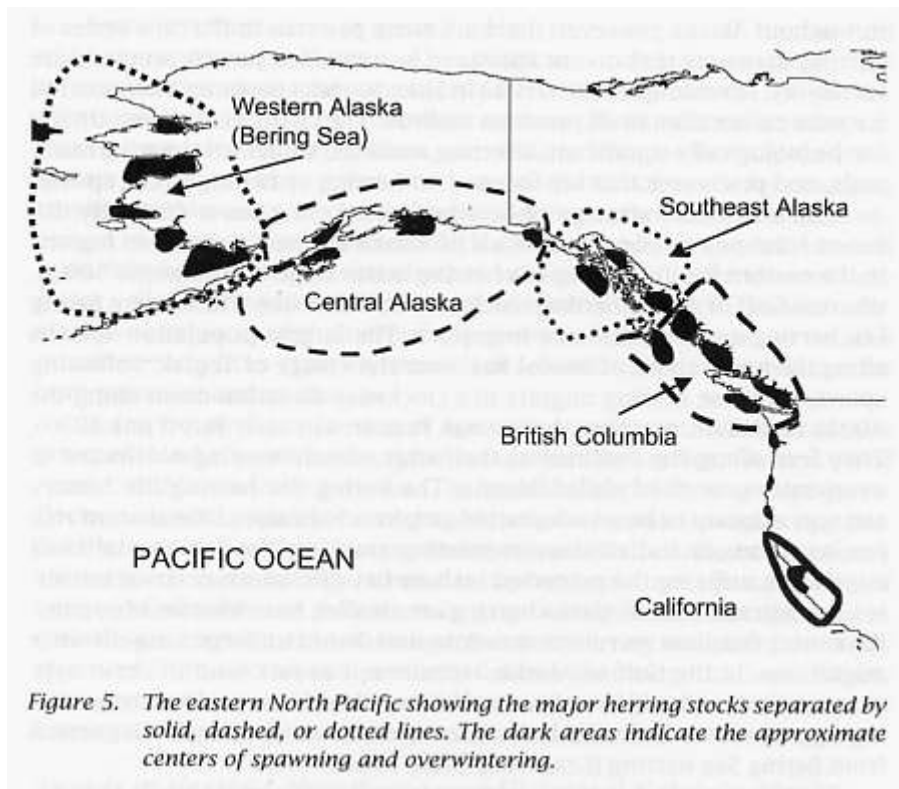 Western Alaska
(Bering Sea)
Southeast Alaska
Central Alaska
British Columbia
PACIFIC OCEAN
California
Figure 5. The eastern North Pacific showing the major herring stocks separated by
solid, dashed, or dotted lines. The dark areas indicate the approximate
centers of spawning and overwintering.